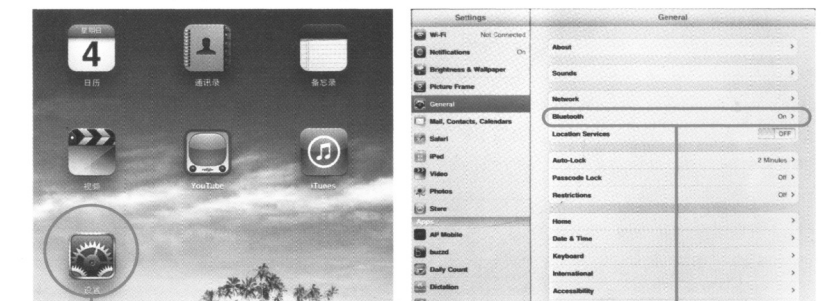 星期日
4
日历
通讯录
备忘录
视频
YouTube
iTunes
设置
Settings
Wi-Fi Not Connected
Notifications On
Brightness & Wallpaper
Picture Frame
General
Mail, Contacts, Calendars
Safari
iPod
Video
Photos
Store
Apps
AP Mobile
buzzd
Daily Count
Dictation
General
About
Sounds
Network
Bluetooth On
Location Services OFF
Auto-Lock 2 Minutes
Passcode Lock Off
Restrictions Off
Home
Date & Time
Keyboard
International
Accessibility